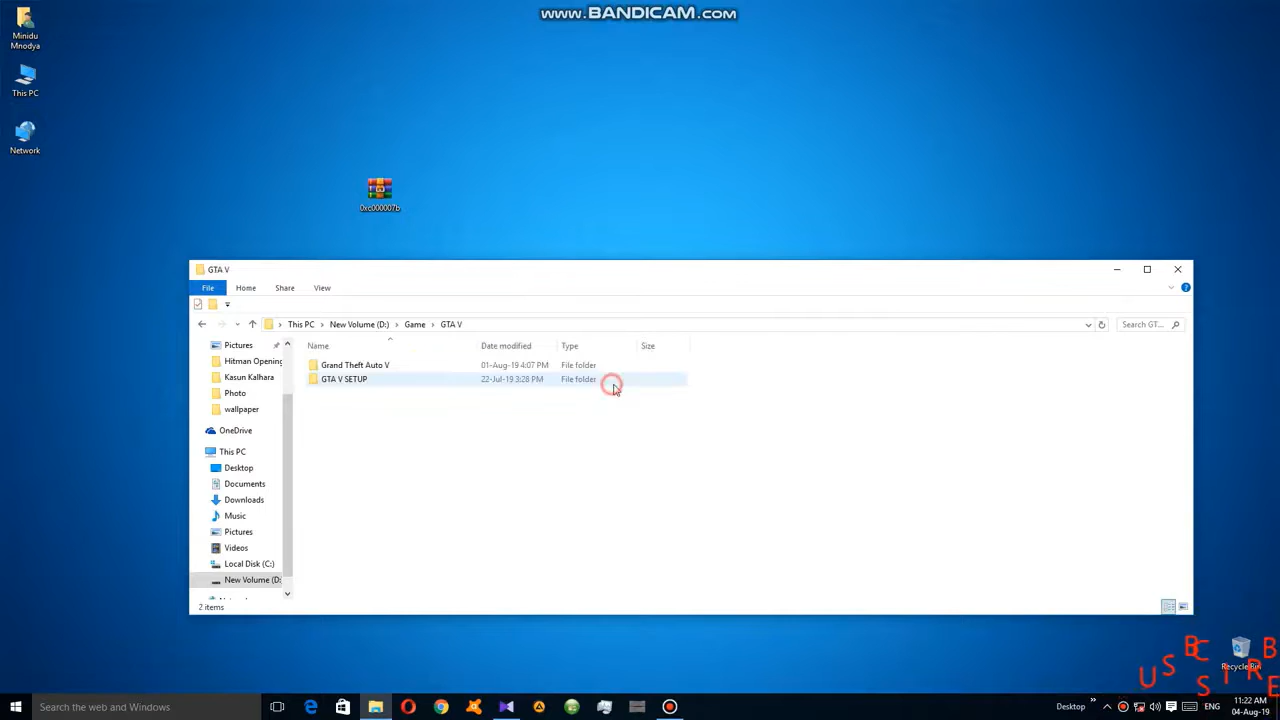 www.BANDICAM.com
Minidu
Mnodya
This PC
Network
0xc000007b
GTA V
File
Home
Share
View
This PC
New Volume (D:)
Game
GTA V
Search GT...
Name
Date modified
Type
Size
Grand Theft Auto V
01-Aug-19 4:07 PM
File folder
GTA V SETUP
22-Jul-19 3:28 PM
File folder
Pictures
Hitman Opening
Kasun Kalhara
Photo
wallpaper
OneDrive
This PC
Desktop
Documents
Downloads
Music
Pictures
Videos
Local Disk (C:)
New Volume (D:
2 items
Recycle Bin
Search the web and Windows
Desktop
11:22 AM
04-Aug-19